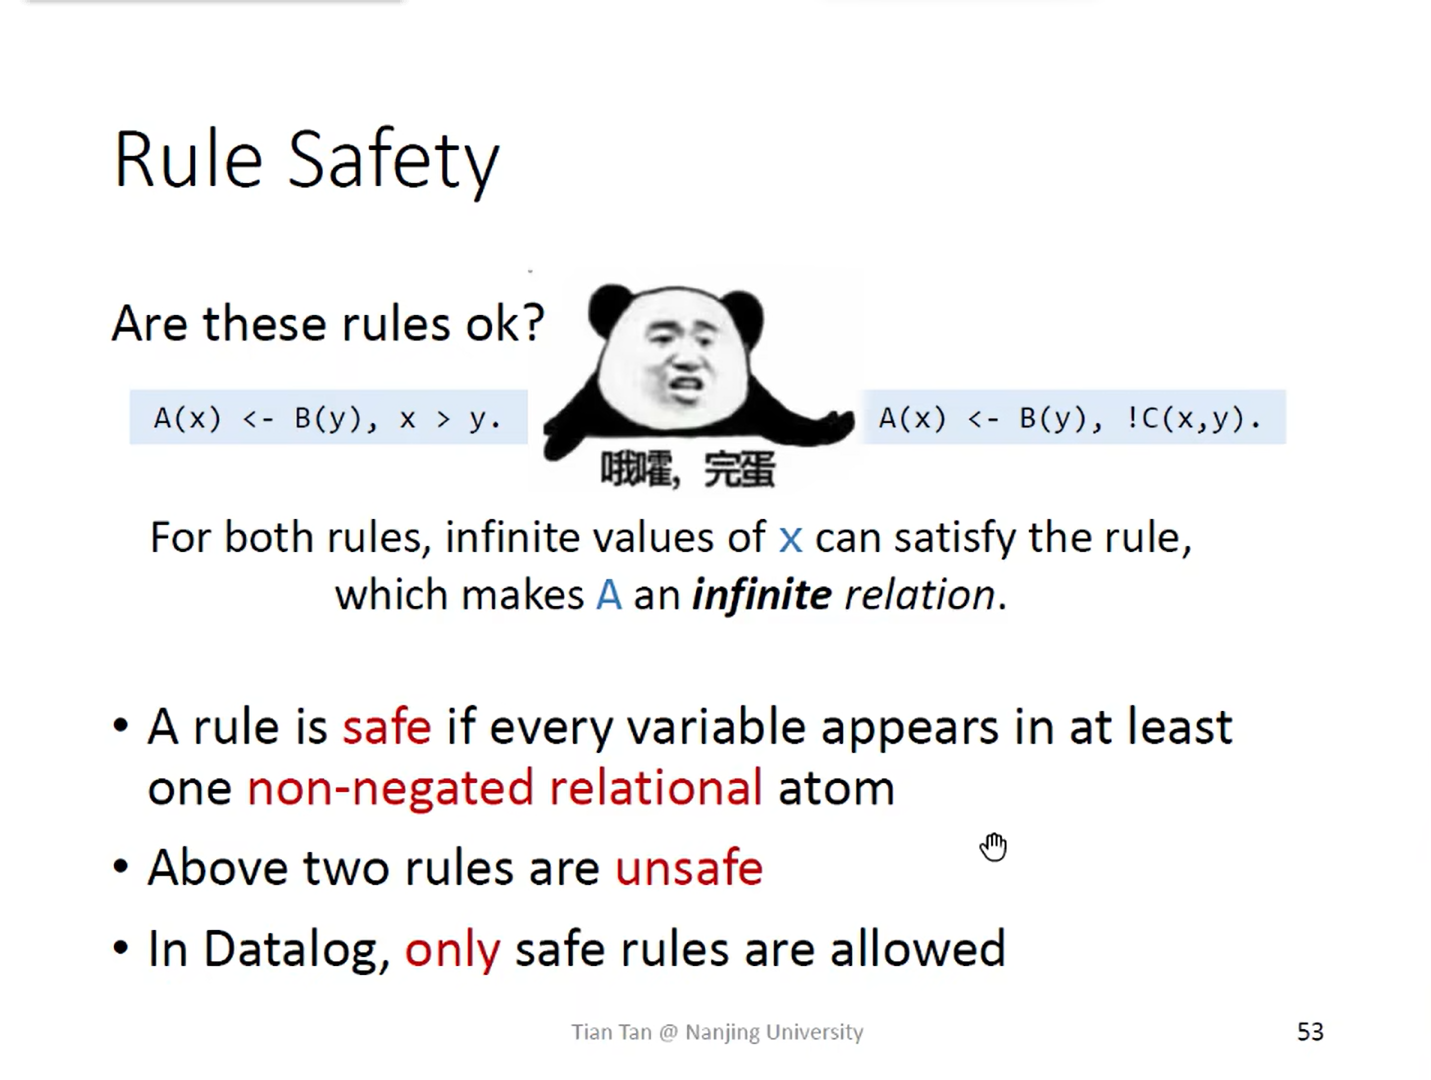 Rule Safety
Are these rules ok?
A(x) <- B(y), x > y.
A(x) <- B(y), !C(x,y).
哦嚯，完蛋
For both rules, infinite values of x can satisfy the rule,
which makes A an infinite relation.
• A rule is safe if every variable appears in at least
one non-negated relational atom
• Above two rules are unsafe
• In Datalog, only safe rules are allowed
Tian Tan @ Nanjing University
53